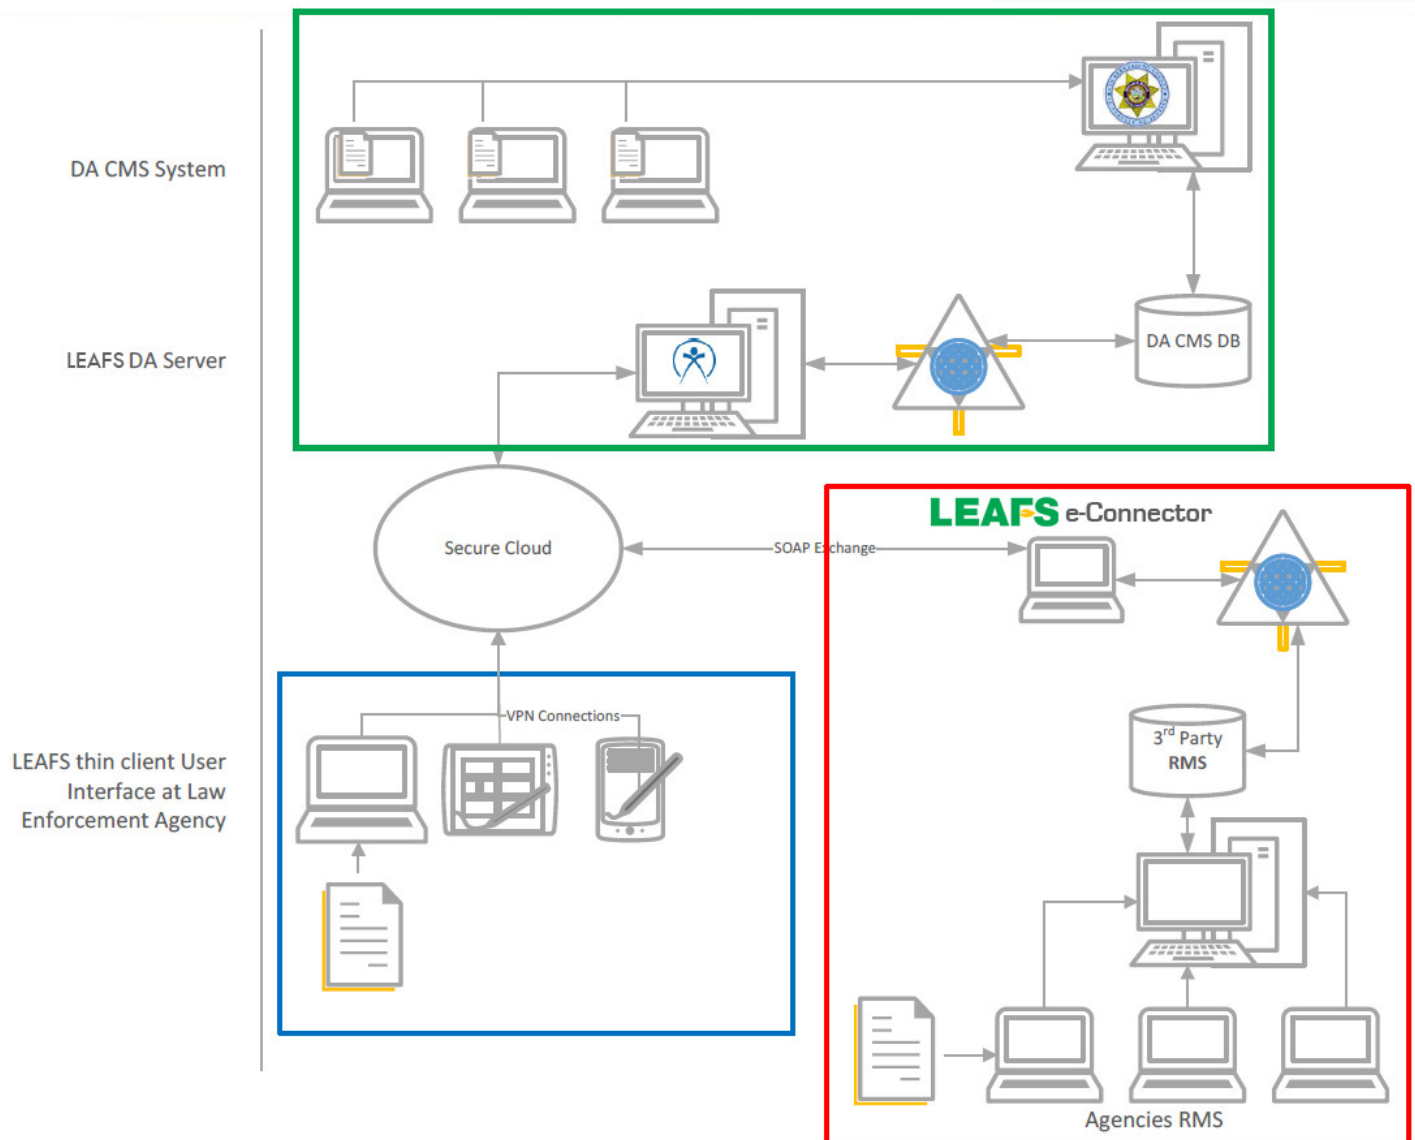 DA CMS System
LEAFS DA Server
DA CMS DB
LEAFS e-Connector
Secure Cloud
SOAP Exchange
VPN Connections
3rd Party
RMS
LEAFS thin client User
Interface at Law
Enforcement Agency
Agencies RMS